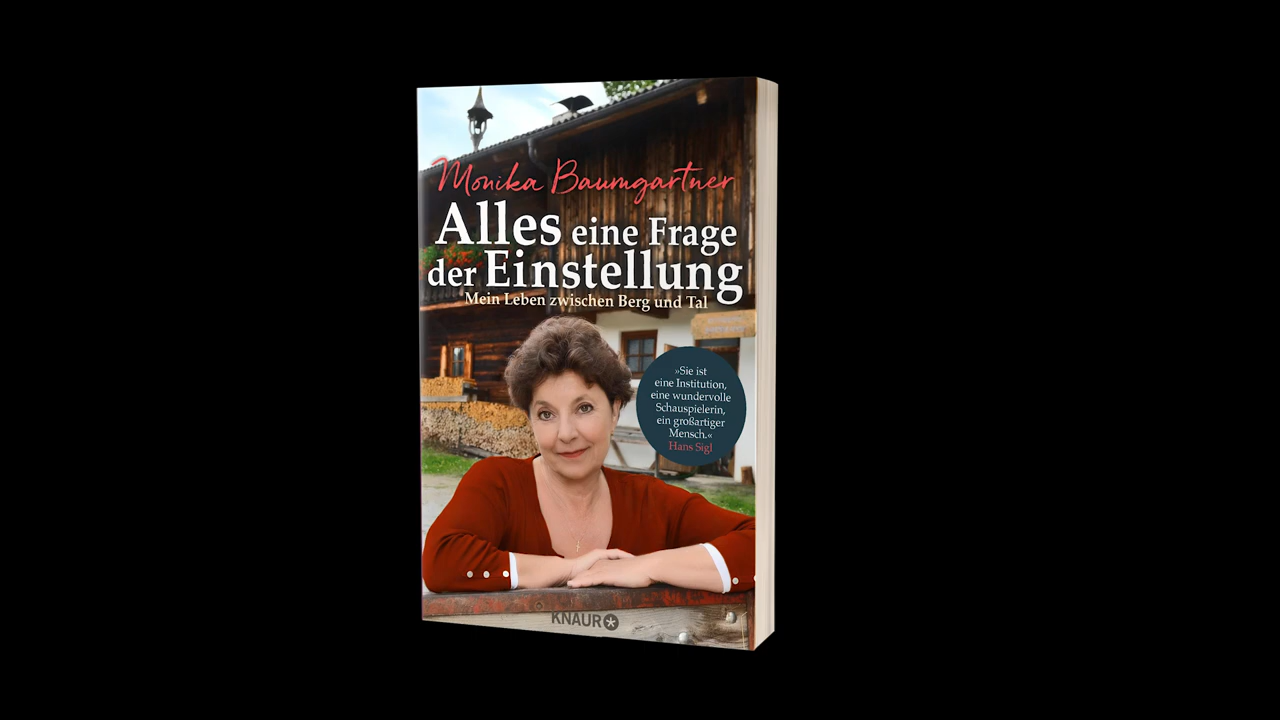 Monika Baumgartner
Alles eine Frage
der Einstellung
Mein Leben zwischen Berg und Tal
»Sie ist
eine Institution,
eine wundervolle
Schauspielerin,
ein großartiger
Mensch.«
Hans Sigl
KNAUR